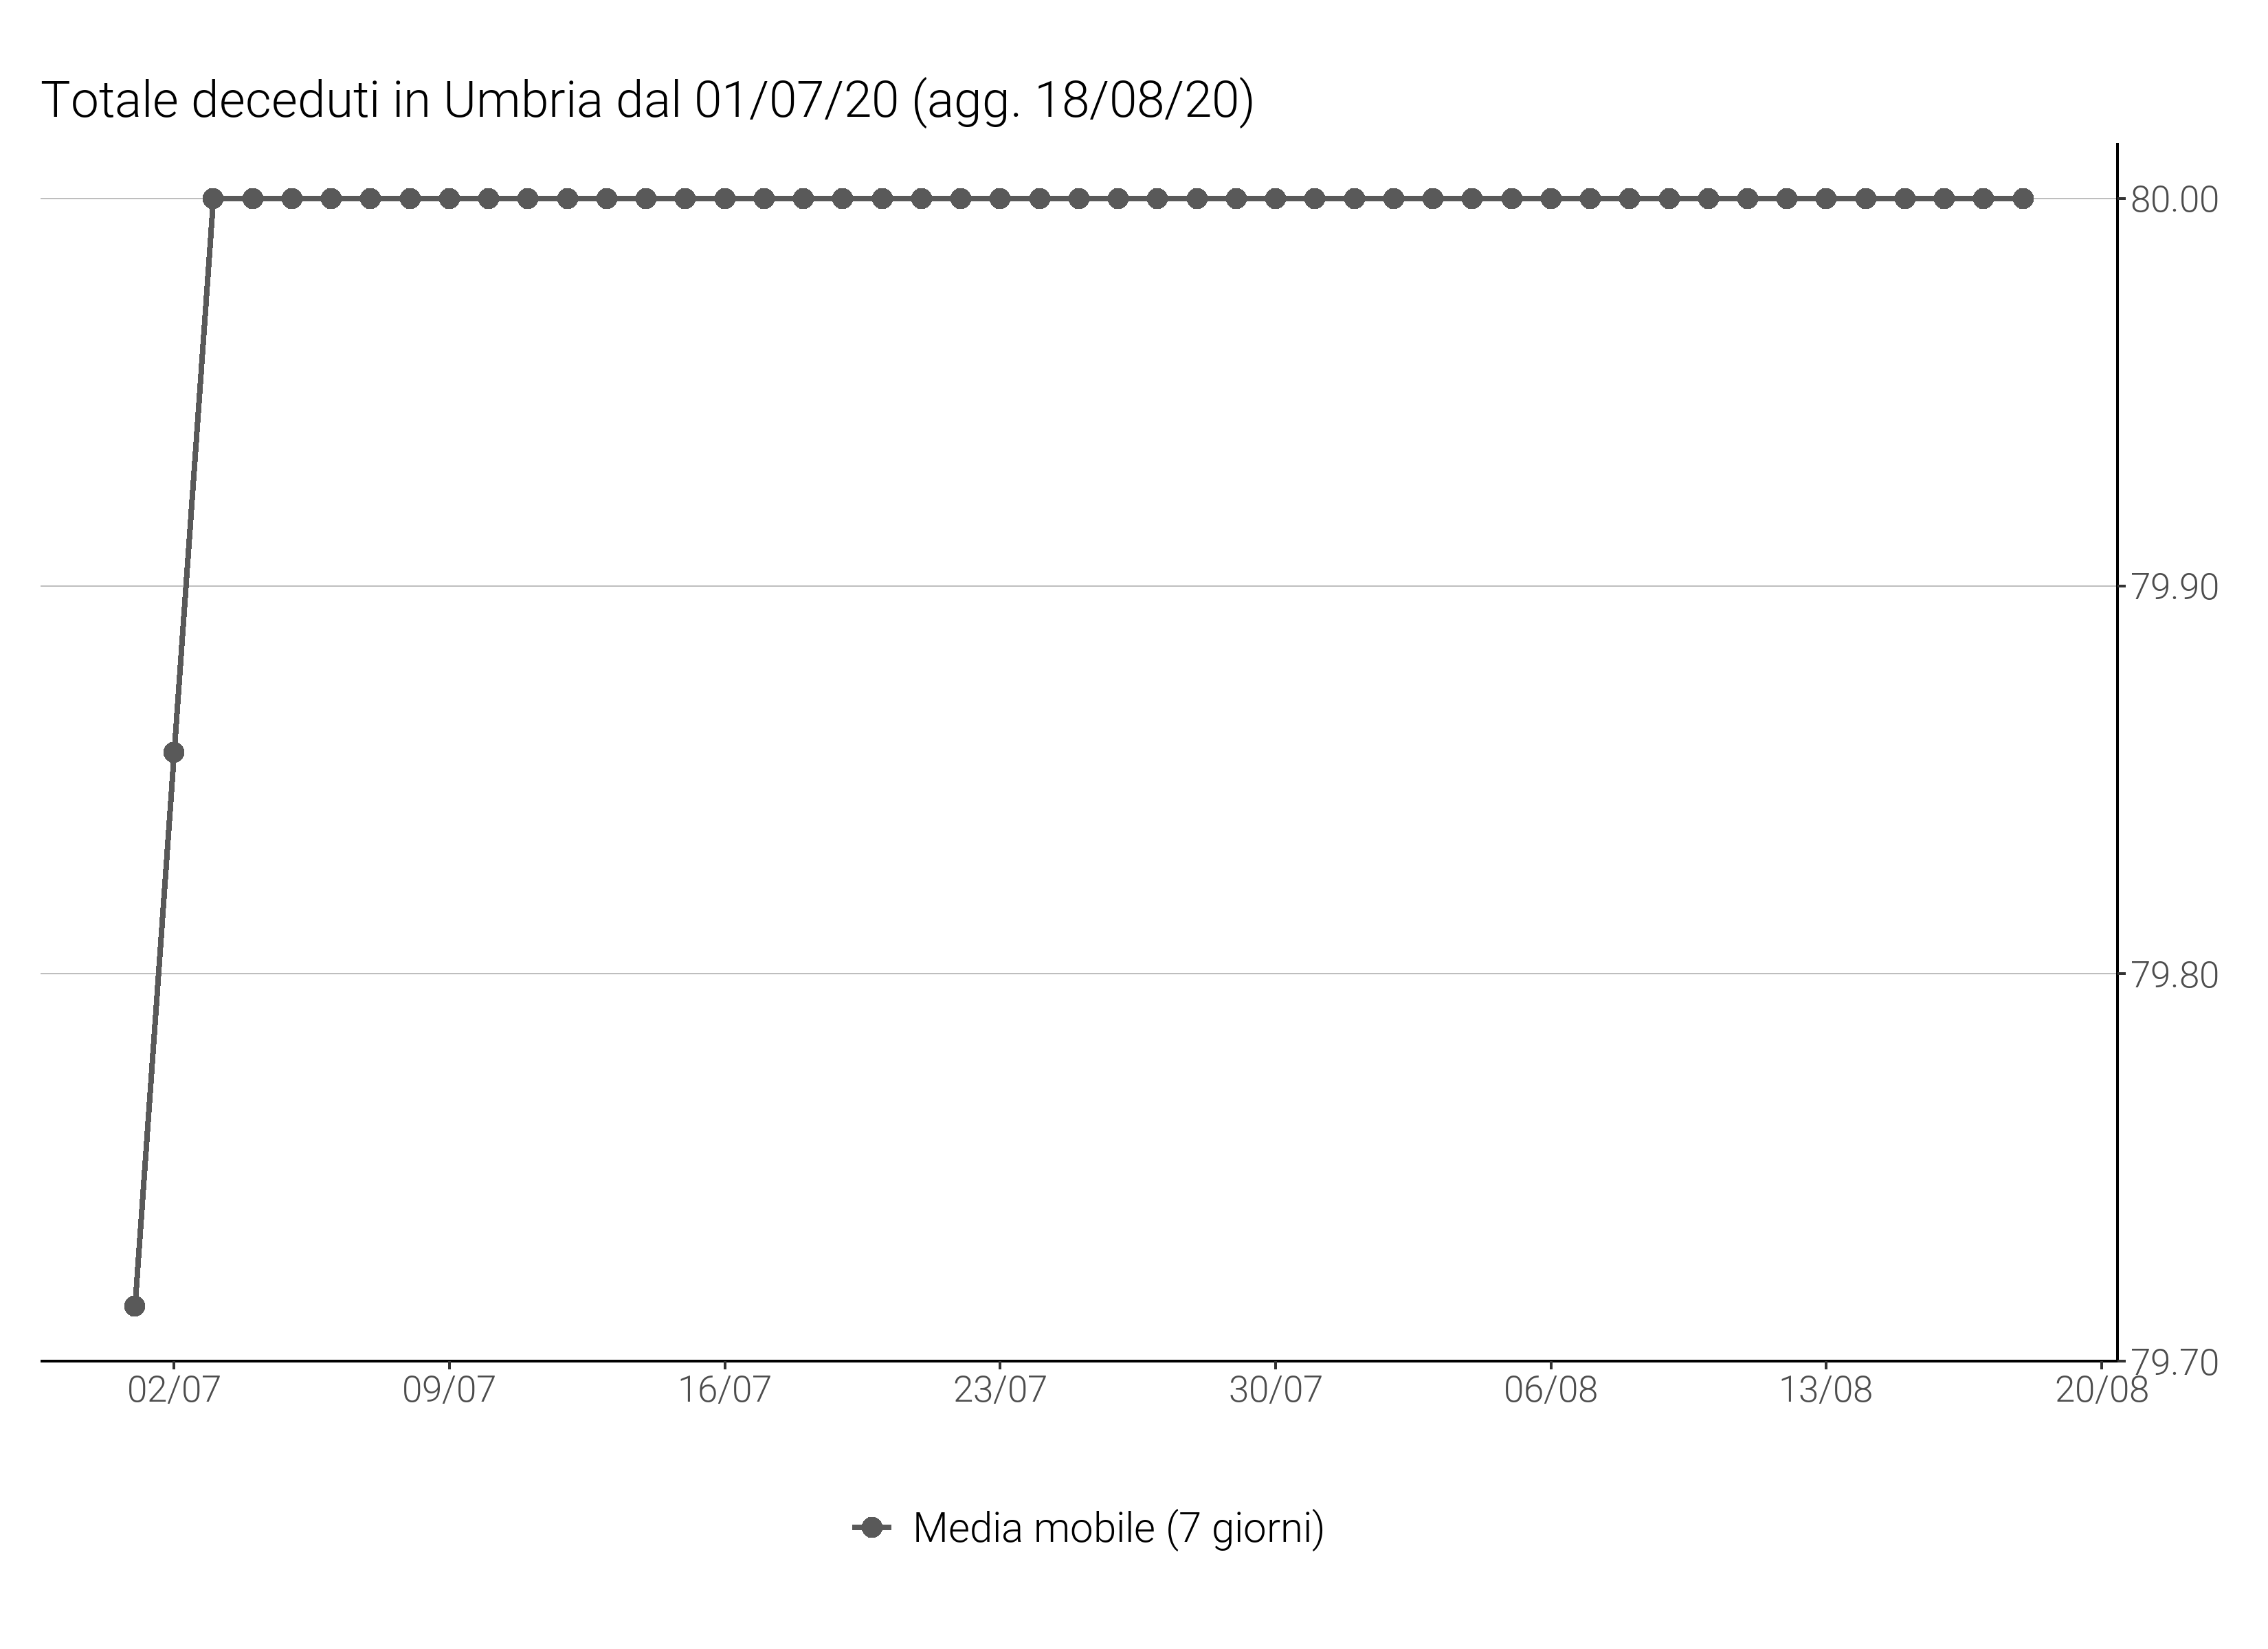 Totale deceduti in Umbria dal 01/07/20 (agg. 18/08/20)
80.00
79.90
79.80
79.70
02/07 09/07 16/07 23/07 30/07 06/08 13/08 20/08
Media mobile (7 giorni)